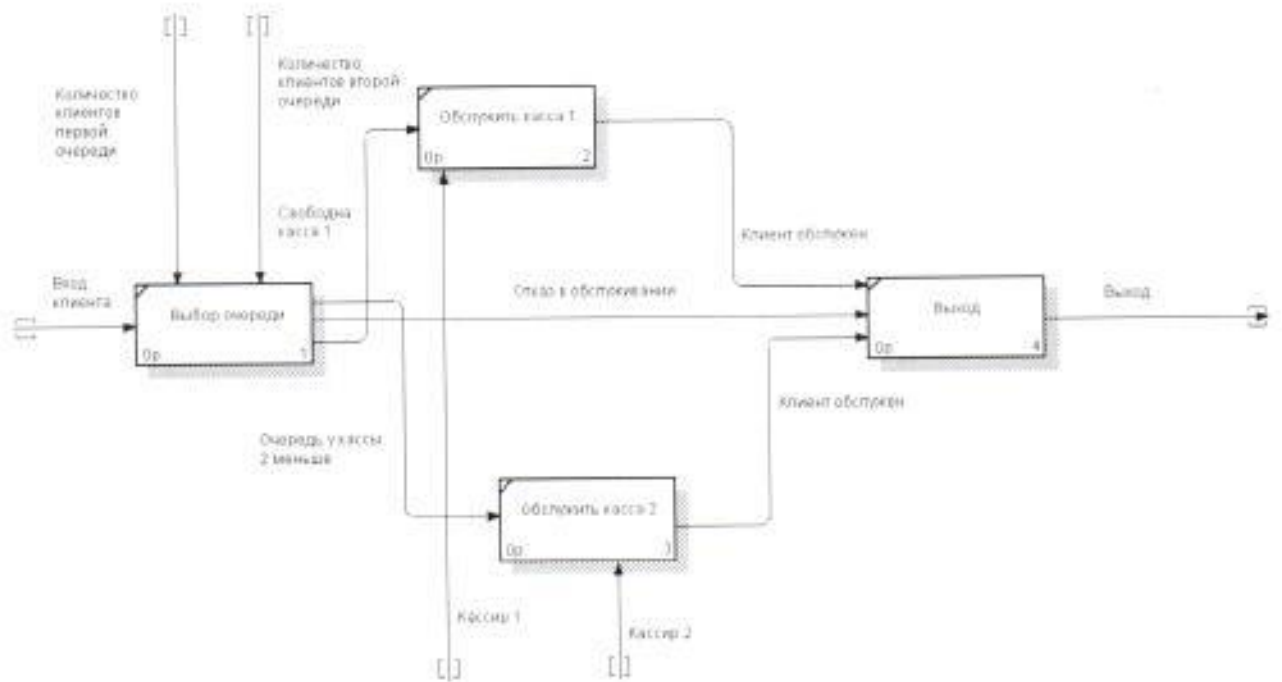 Количество
клиентов
первой
очереди
Количество
клиентов второй
очереди
Обслужить касса 1
0р.
2
Свободна
касса 1
Клиент обслужен
Вход
клиента
Выбор очереди
0р.
1
Отказ в обслуживании
Выход
0р.
4
Выход
Клиент обслужен
Очередь у кассы
2 меньше
Обслужить касса 2
0р.
3
Кассир 1
Кассир 2